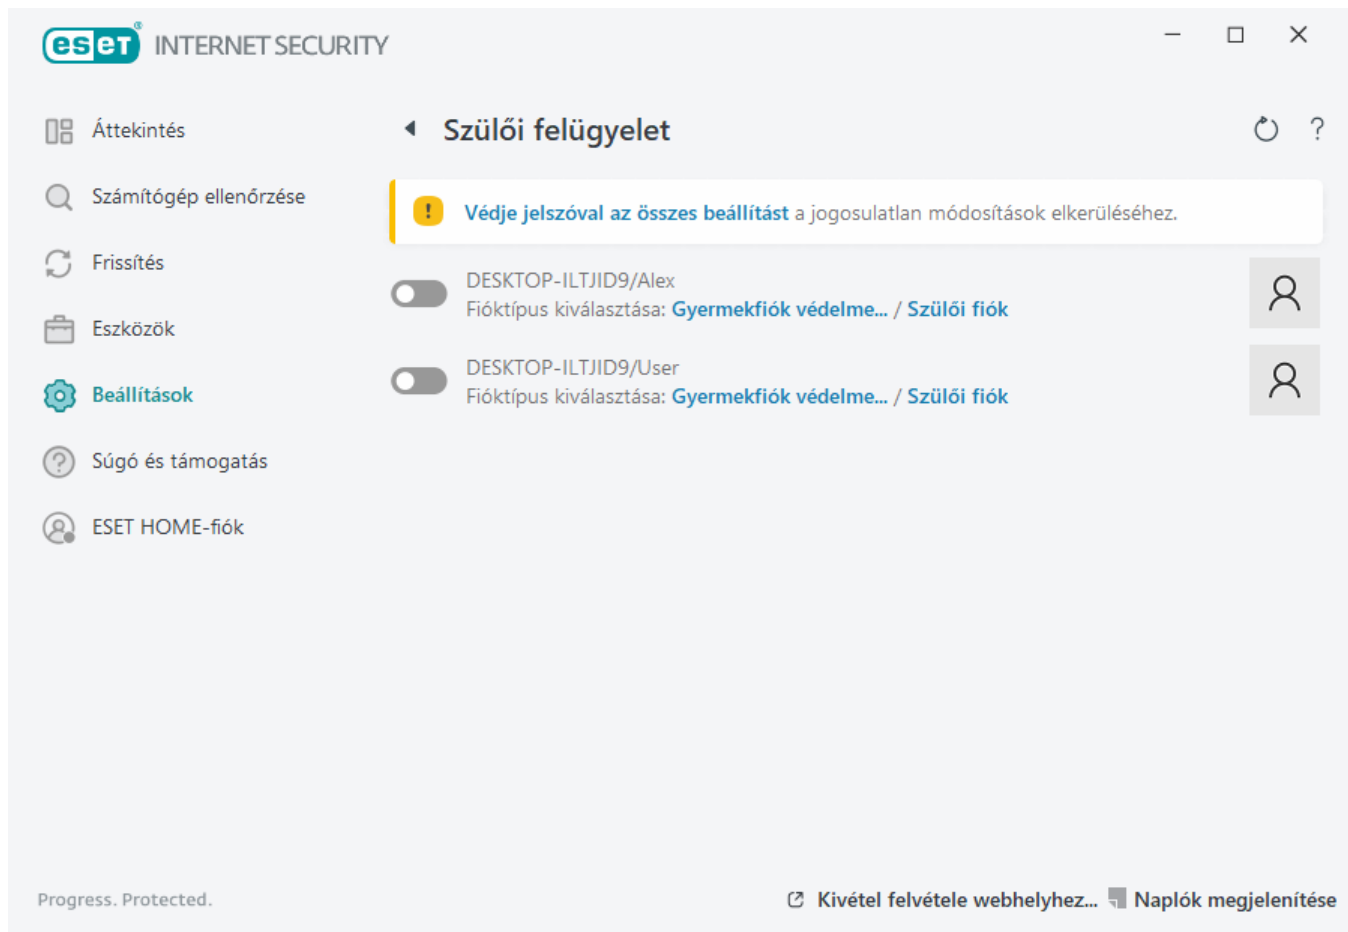 eset® INTERNET SECURITY
Áttekintés
Számítógép ellenőrzése
Frissítés
Eszközök
Beállítások
Súgó és támogatás
ESET HOME-fiók
Szülői felügyelet
?
Védje jelszóval az összes beállítást a jogosulatlan módosítások elkerüléséhez.
DESKTOP-ILTJID9/Alex
Fióktípus kiválasztása: Gyermekfiók védelme... / Szülői fiók
DESKTOP-ILTJID9/User
Fióktípus kiválasztása: Gyermekfiók védelme... / Szülői fiók
Progress. Protected.
Kivétel felvétele webhelyhez...
Naplók megjelenítése